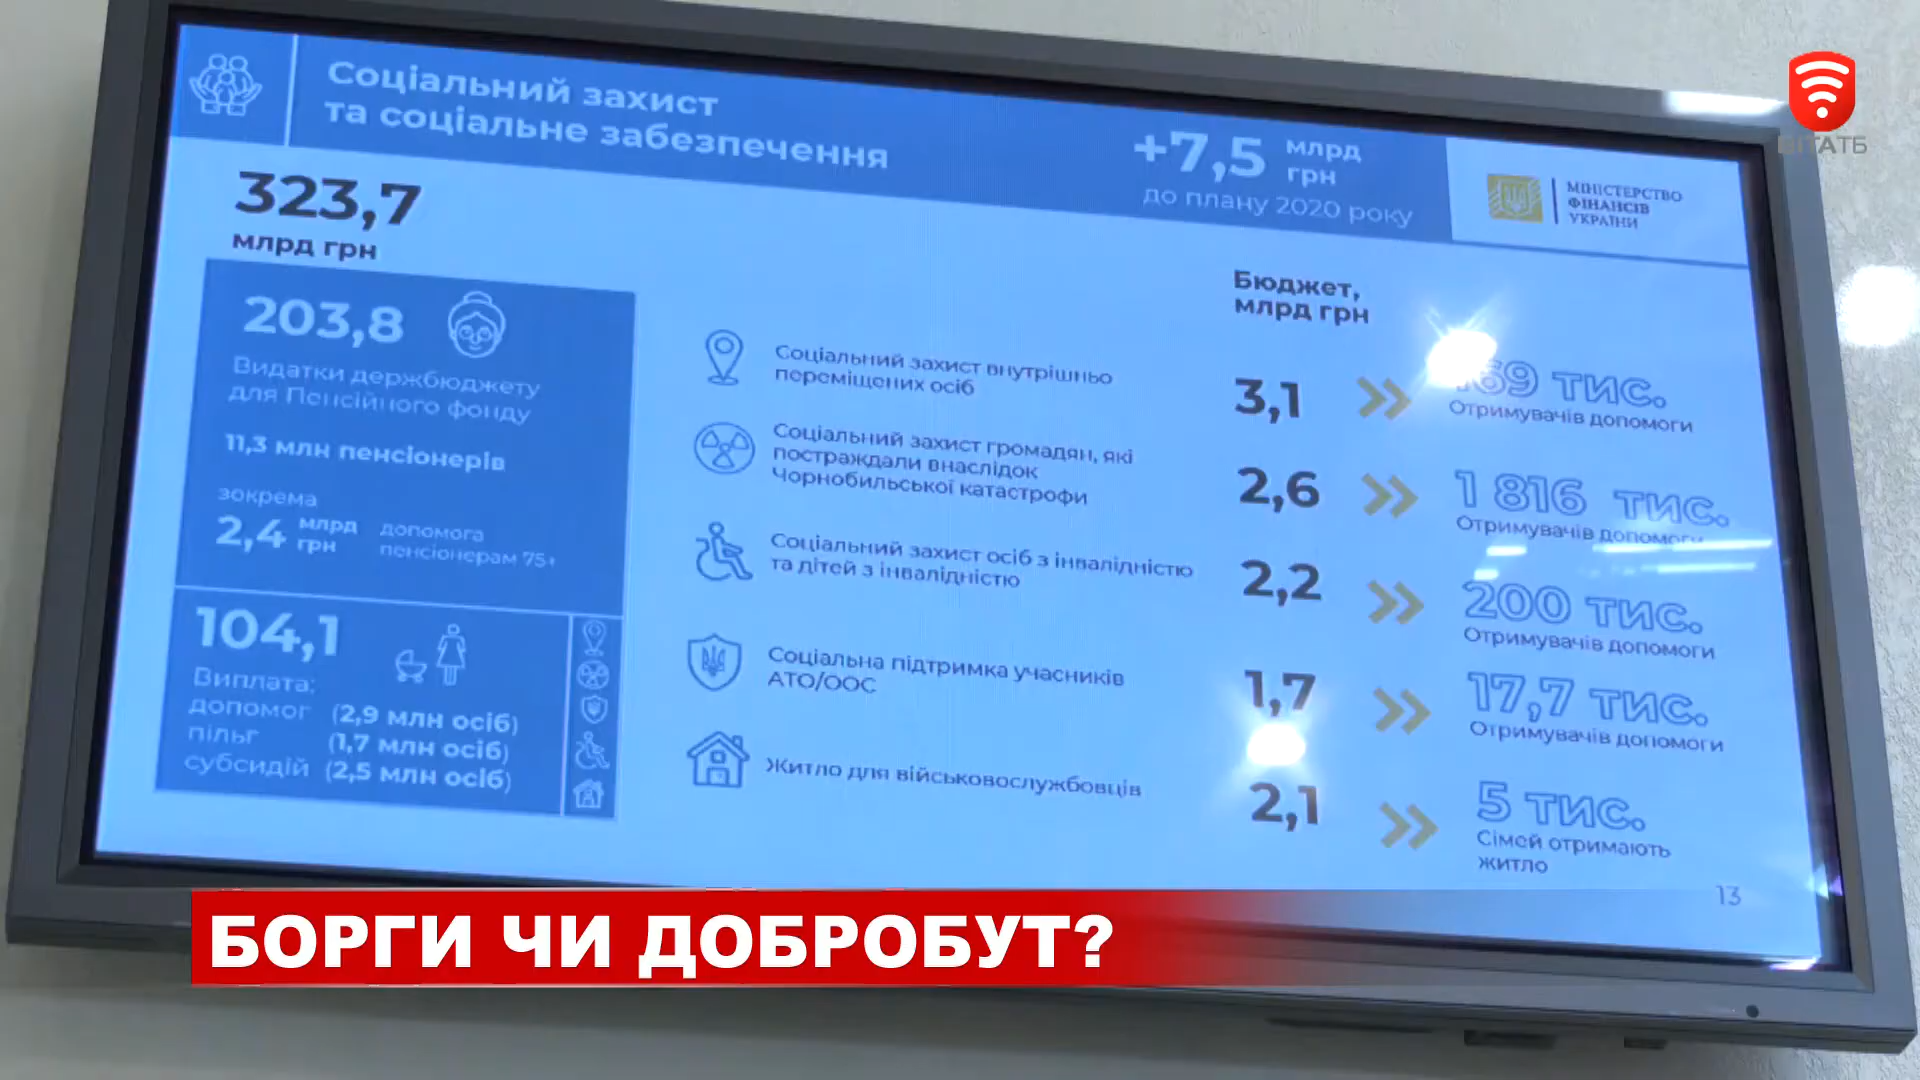 Соціальний захист
та соціальне забезпечення
+7,5 млрд
грн
до плану 2020 року
МІНІСТЕРСТВО
ФІНАНСІВ
УКРАЇНИ
323,7
млрд грн
203,8
Видатки держбюджету
для Пенсійного фонду
11,3 млн пенсіонерів
зокрема
2,4 млрд
грн
допомога
пенсіонерам 75+
104,1
Виплата:
допомог (2,9 млн осіб)
пільг (1,7 млн осіб)
субсидій (2,5 млн осіб)
Бюджет,
млрд грн
Соціальний захист внутрішньо
переміщених осіб
3,1
тис.
Отримувачів допомоги
Соціальний захист громадян, які
постраждали внаслідок
Чорнобильської катастрофи
2,6
1 816 тис.
Отримувачів допомоги
Соціальний захист осіб з інвалідністю
та дітей з інвалідністю
2,2
200 тис.
Отримувачів допомоги
Соціальна підтримка учасників
АТО/ООС
1,7
17,7 тис.
Отримувачів допомоги
Житло для військовослужбовців
2,1
5 тис.
Сімей отримають
житло
13
БОРГИ ЧИ ДОБРОБУТ?
ВІТАТБ